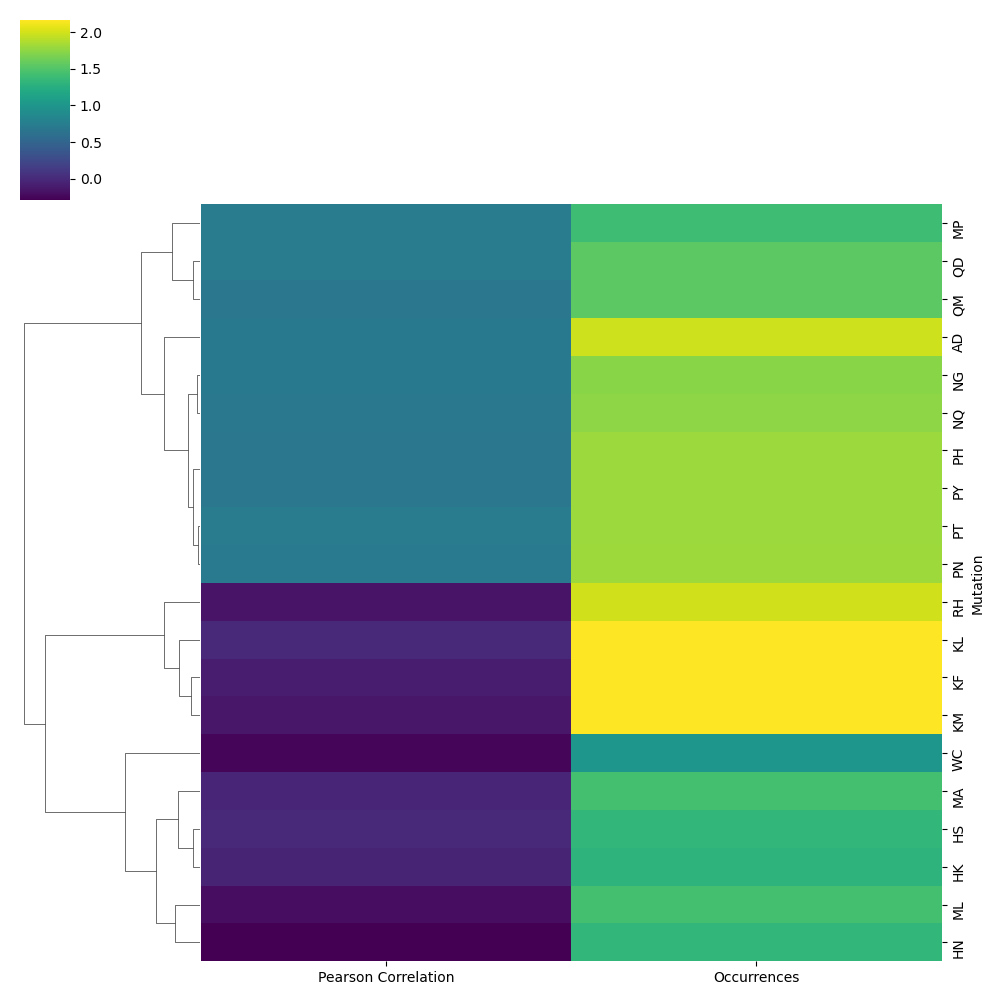 2.0
1.5
1.0
0.5
0.0
MP
QD
QM
AD
NG
NQ
PH
PY
PT
PN
RH
KL
KF
KM
WC
MA
HS
HK
ML
HN
Mutation
Pearson Correlation
Occurrences